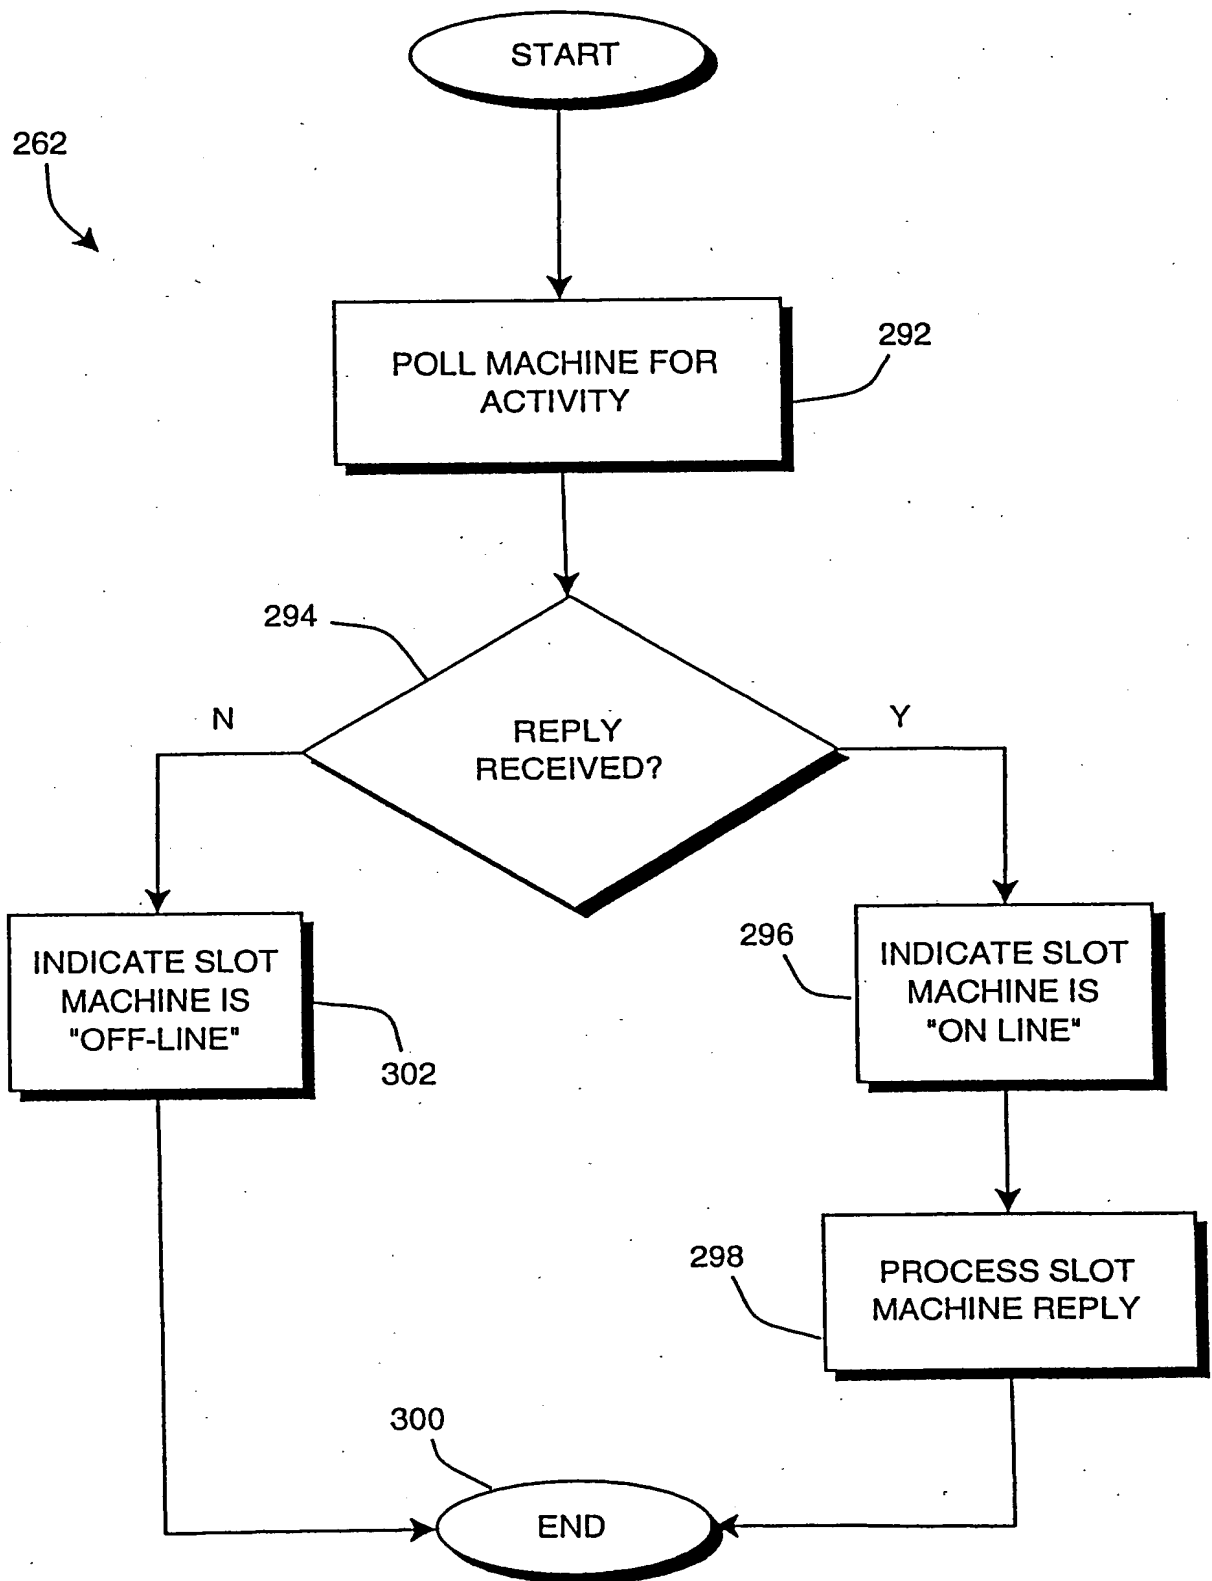 START
262
POLL MACHINE FOR
ACTIVITY
292
294
N
REPLY
RECEIVED?
Y
INDICATE SLOT
MACHINE IS
"OFF-LINE"
302
296
INDICATE SLOT
MACHINE IS
"ON LINE"
298
PROCESS SLOT
MACHINE REPLY
300
END